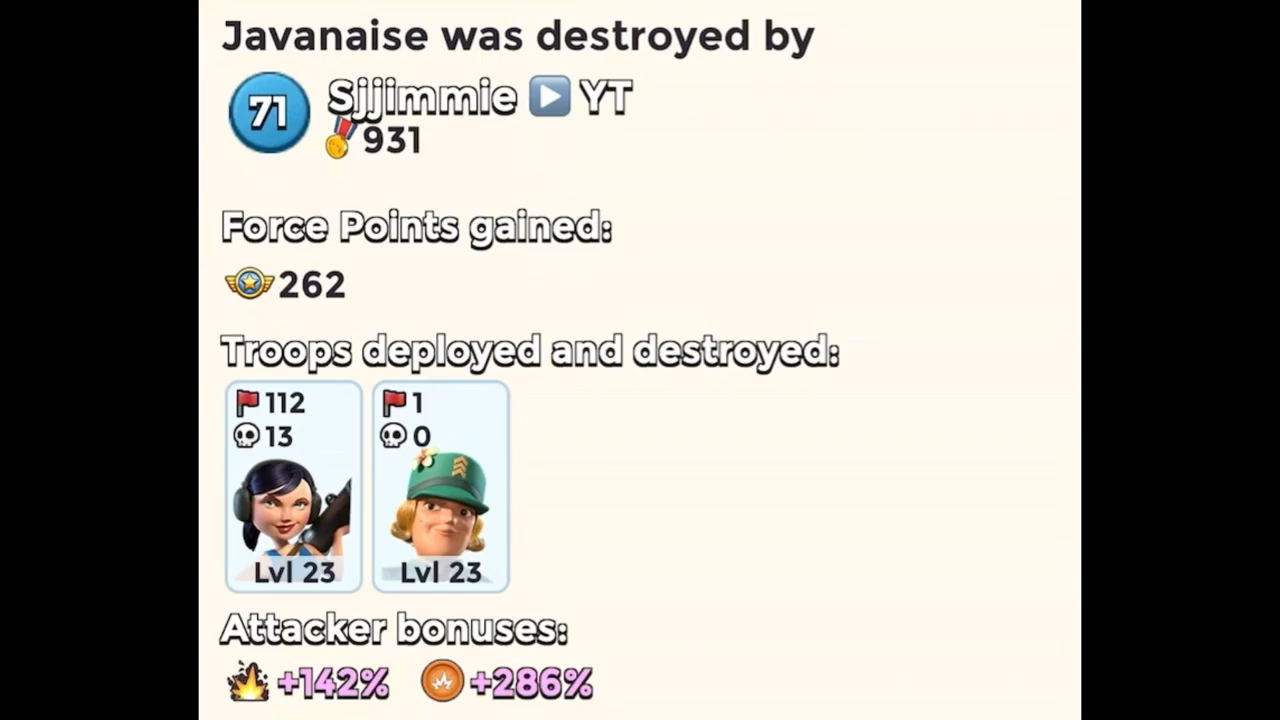 Javanaise was destroyed by
71 Sjjjimmie ▶️ YT
931
Force Points gained:
262
Troops deployed and destroyed:
112 1
13 0
Lvl 23 Lvl 23
Attacker bonuses:
+142% +286%